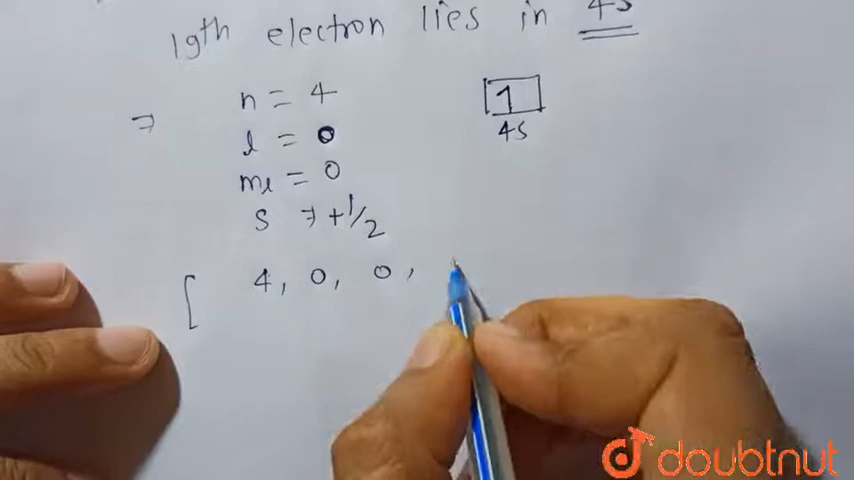 19th electron lies in 4s
⇒ n = 4
l = 0
ml = 0
s ⇒ +1/2
1
4s
[ 4, 0, 0,
doubtnut